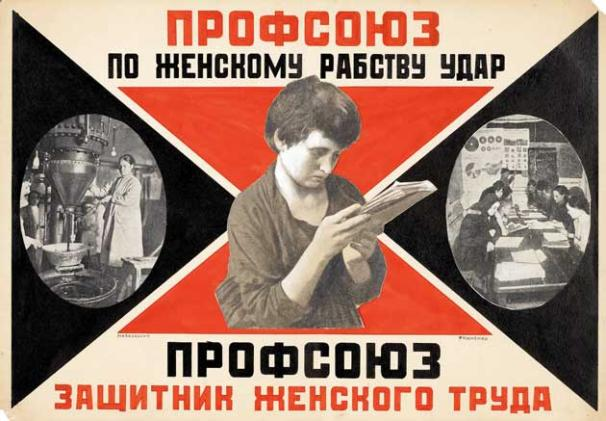 ПРОФСОЮЗ
ПО ЖЕНСКОМУ РАБСТВУ УДАР
ПРОФСОЮЗ
ЗАЩИТНИК ЖЕНСКОГО ТРУДА